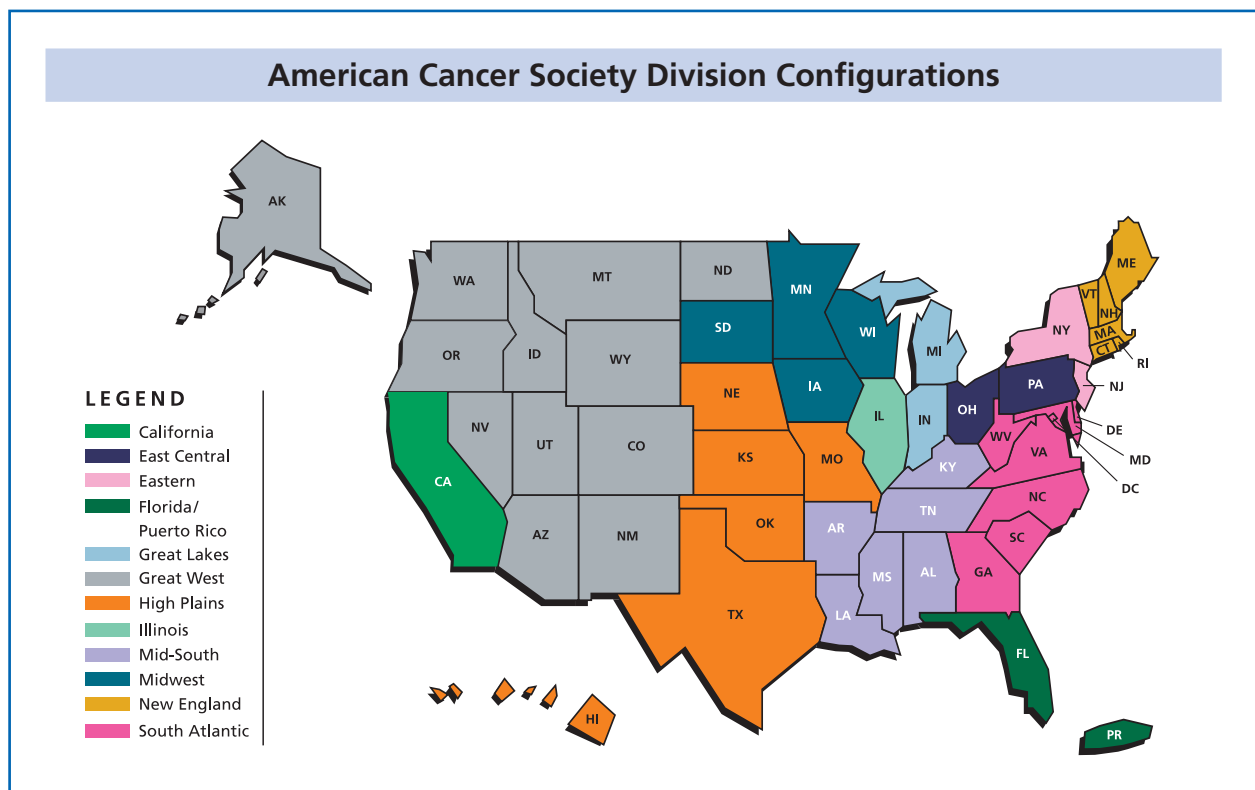 American Cancer Society Division Configurations
AK
WA
MT
ND
MN
ME
VT
NH
NY
MA
CT
RI
OR
ID
WY
SD
WI
MI
NJ
PA
NE
IA
IL
IN
OH
DE
MD
DC
NV
UT
CO
KS
MO
KY
WV
VA
CA
AZ
NM
OK
AR
TN
NC
SC
TX
LA
MS
AL
GA
FL
HI
PR
LEGEND
California
East Central
Eastern
Florida/
Puerto Rico
Great Lakes
Great West
High Plains
Illinois
Mid-South
Midwest
New England
South Atlantic